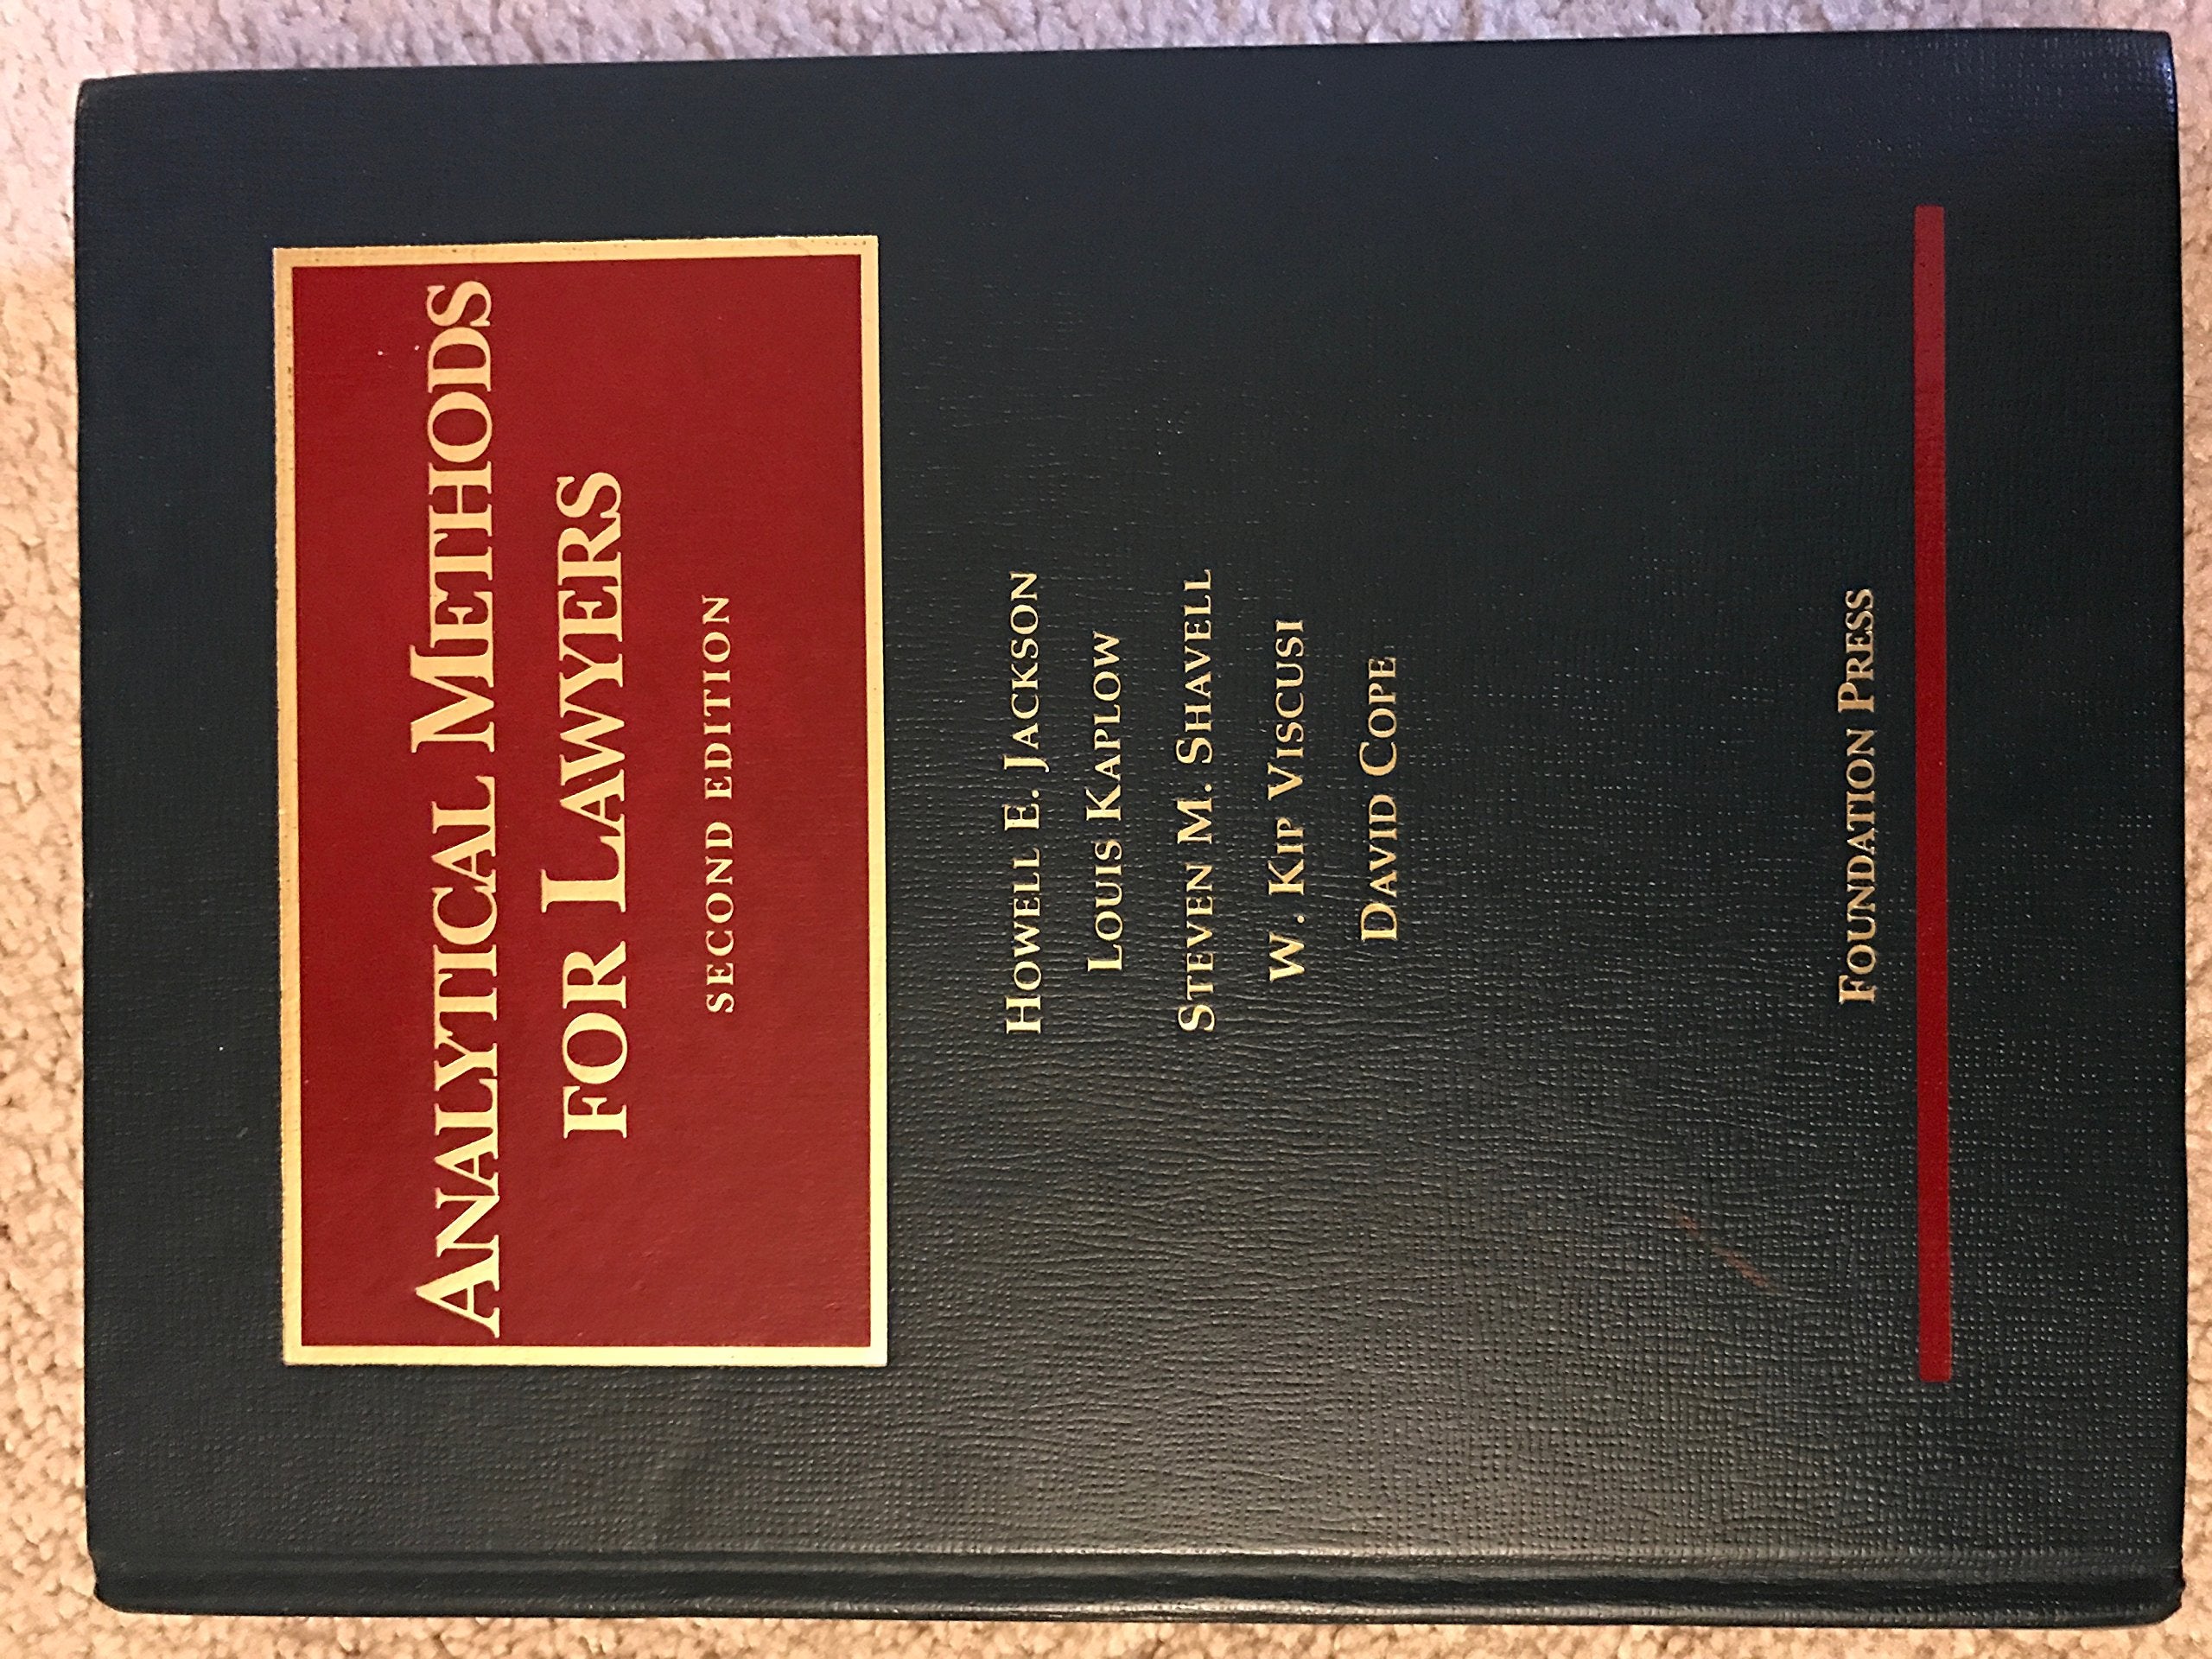 ANALYTICAL METHODS
FOR LAWYERS
SECOND EDITION
HOWELL E. JACKSON
LOUIS KAPLOW
STEVEN M. SHAVELL
W. KIP VISCUSI
DAVID COPE
FOUNDATION PRESS